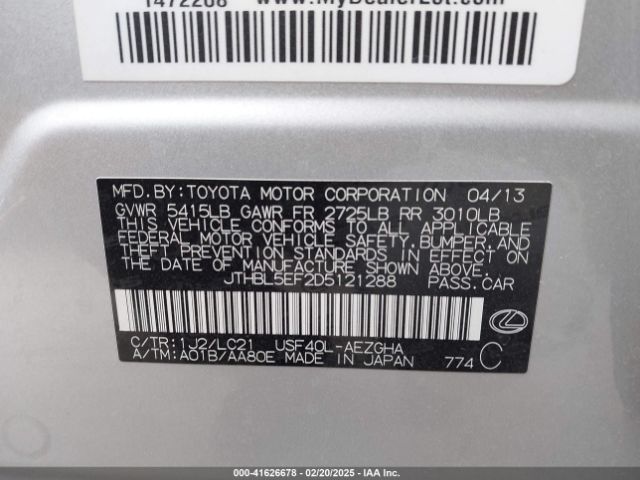 1472268 www.MyDealerLot.com
MFD. BY: TOYOTA MOTOR CORPORATION 04/13
GVWR 5415LB GAWR FR 2725LB RR 3010LB
THIS VEHICLE CONFORMS TO ALL APPLICABLE
FEDERAL MOTOR VEHICLE SAFETY, BUMPER, AND
THEFT PREVENTION STANDARDS IN EFFECT ON
THE DATE OF MANUFACTURE SHOWN ABOVE.
JTHBL5EF2D5121288 PASS.CAR
C/TR: 1J2/LC21 USF40L-AEZGHA
A/TM: A01B/AA80E MADE IN JAPAN 774 C
000-41626678 - 02/20/2025 - IAA Inc.